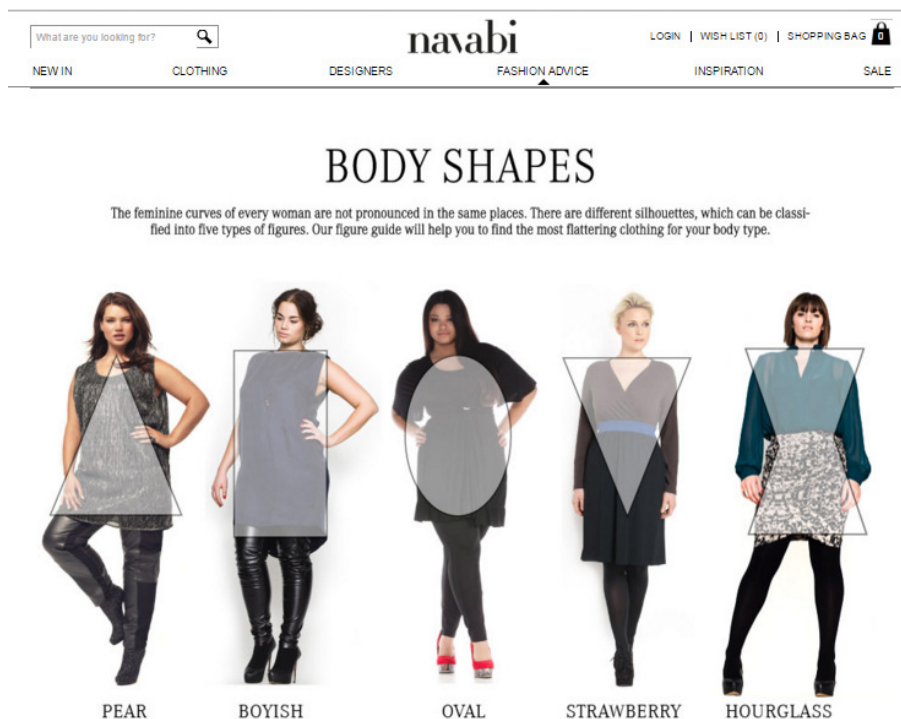 What are you looking for?
navabi
LOGIN | WISH LIST (0) | SHOPPING BAG 0
NEW IN CLOTHING DESIGNERS FASHION ADVICE INSPIRATION SALE
BODY SHAPES
The feminine curves of every woman are not pronounced in the same places. There are different silhouettes, which can be classi-
fied into five types of figures. Our figure guide will help you to find the most flattering clothing for your body type.
PEAR BOYISH OVAL STRAWBERRY HOURGLASS